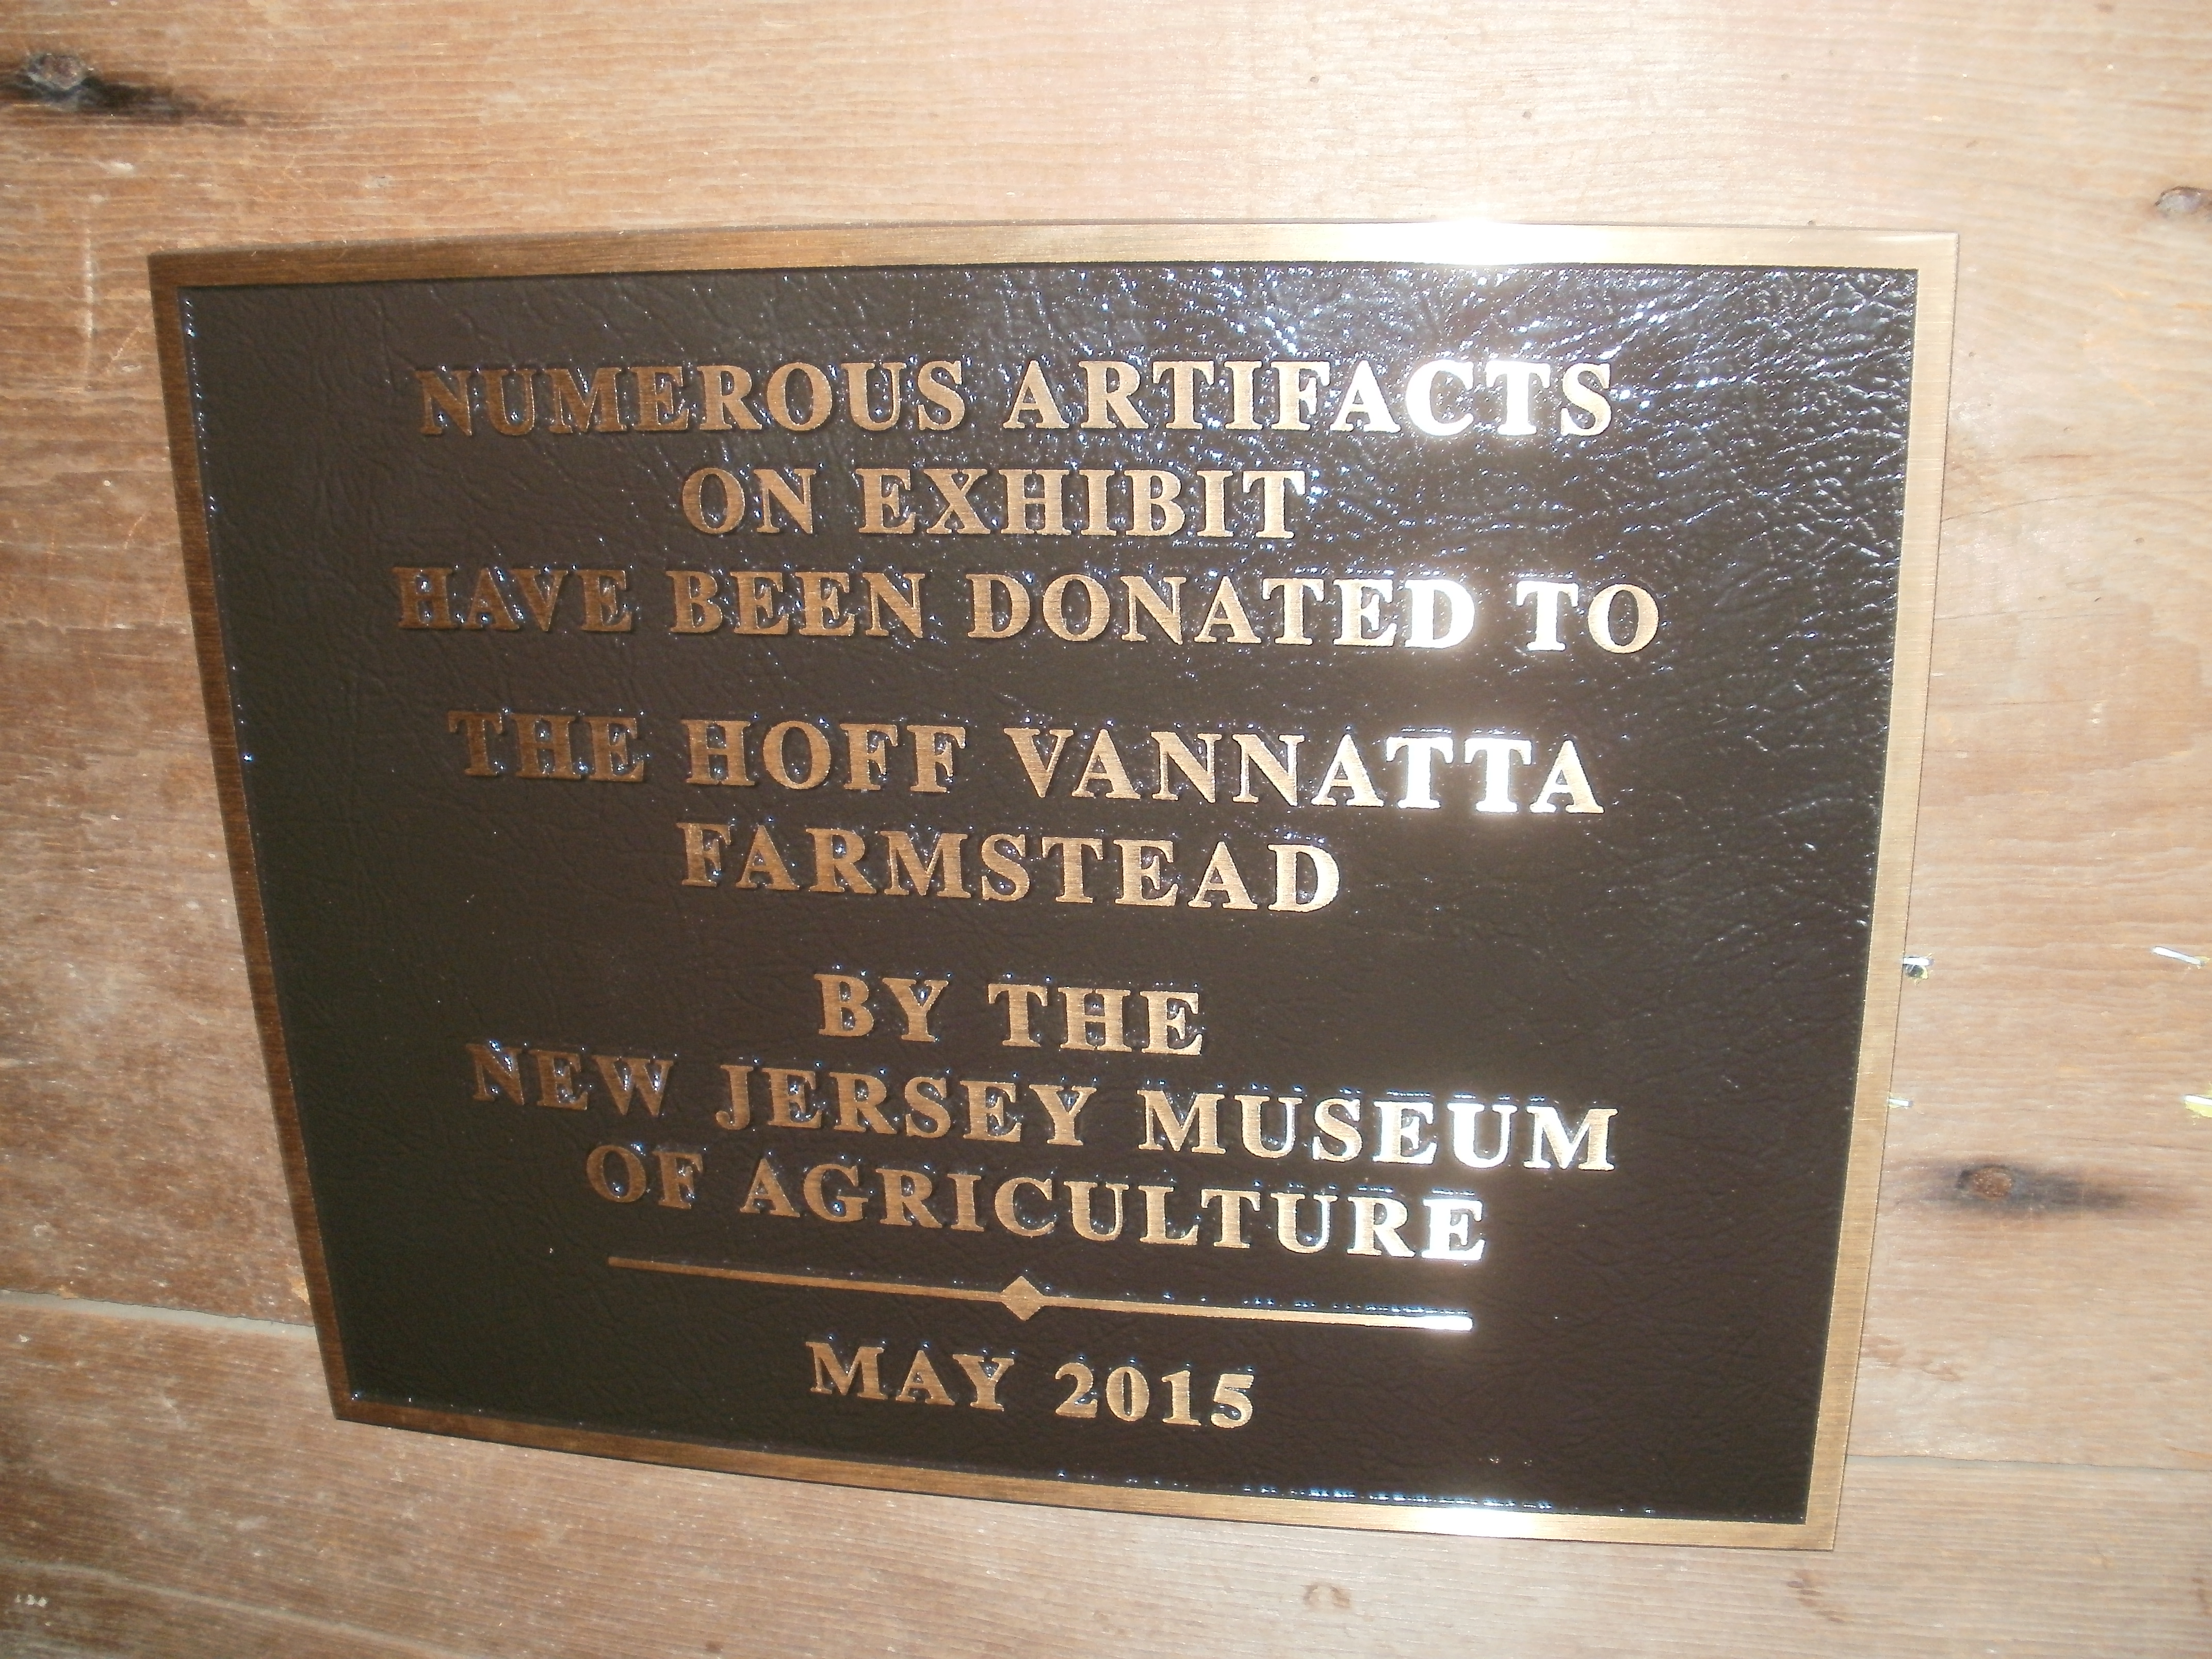 NUMEROUS ARTIFACTS
ON EXHIBIT
HAVE BEEN DONATED TO
THE HOFF VANNATTA
FARMSTEAD
BY THE
NEW JERSEY MUSEUM
OF AGRICULTURE
MAY 2015